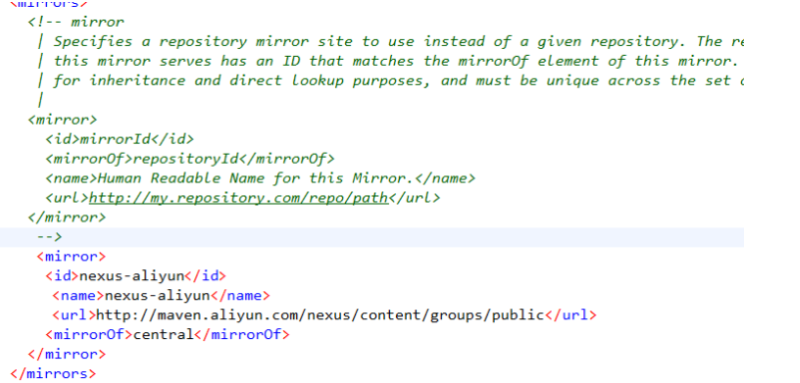 <mirrors>
<!-- mirror
| Specifies a repository mirror site to use instead of a given repository. The
| this mirror serves has an ID that matches the mirrorOf element of this mirror.
| for inheritance and direct lookup purposes, and must be unique across the set
|
<mirror>
<id>mirrorId</id>
<mirrorOf>repositoryId</mirrorOf>
<name>Human Readable Name for this Mirror.</name>
<url>http://my.repository.com/repo/path</url>
</mirror>
-->
<mirror>
<id>nexus-aliyun</id>
<name>nexus-aliyun</name>
<url>http://maven.aliyun.com/nexus/content/groups/public</url>
<mirrorOf>central</mirrorOf>
</mirror>
</mirrors>